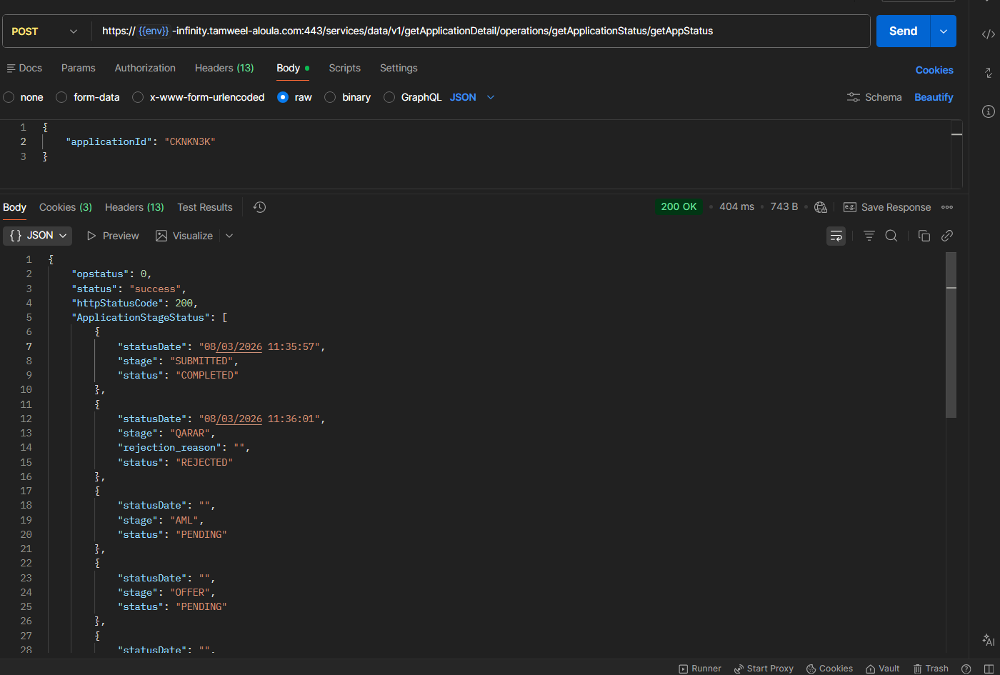 POST https:// {{env}} -infinity.tamweel-aloula.com:443/services/data/v1/getApplicationDetail/operations/getApplicationStatus/getAppStatus Send
Docs Params Authorization Headers (13) Body Scripts Settings Cookies
none form-data x-www-form-urlencoded raw binary GraphQL JSON Schema Beautify
1 {
2 "applicationId": "CKNKN3K"
3 }
Body Cookies (3) Headers (13) Test Results 200 OK 404 ms 743 B e.g. Save Response
{} JSON Preview Visualize
1 {
2 "opstatus": 0,
3 "status": "success",
4 "httpStatusCode": 200,
5 "ApplicationStageStatus": [
6 {
7 "statusDate": "08/03/2026 11:35:57",
8 "stage": "SUBMITTED",
9 "status": "COMPLETED"
10 },
11 {
12 "statusDate": "08/03/2026 11:36:01",
13 "stage": "QARAR",
14 "rejection_reason": "",
15 "status": "REJECTED"
16 },
17 {
18 "statusDate": "",
19 "stage": "AML",
20 "status": "PENDING"
21 },
22 {
23 "statusDate": "",
24 "stage": "OFFER",
25 "status": "PENDING"
26 },
27 {
28 "statusDate": "",
AI
Runner Start Proxy Cookies Vault Trash